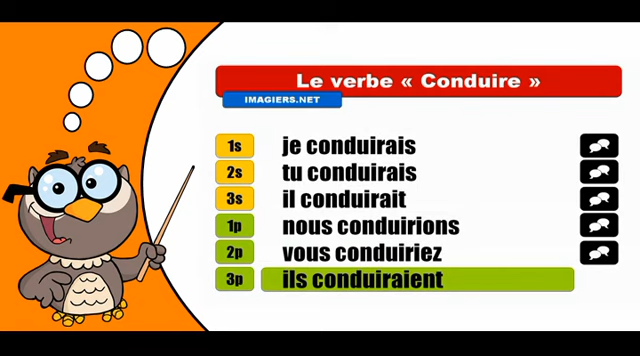 Le verbe « Conduire »
IMAGIERS.NET
1s je conduirais
2s tu conduirais
3s il conduirait
1p nous conduirions
2p vous conduiriez
3p ils conduiraient